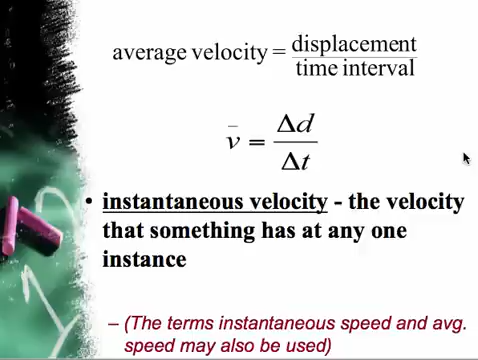 average velocity = displacement / time interval
v̄ = Δd / Δt
• instantaneous velocity - the velocity
that something has at any one
instance
– (The terms instantaneous speed and avg.
speed may also be used)